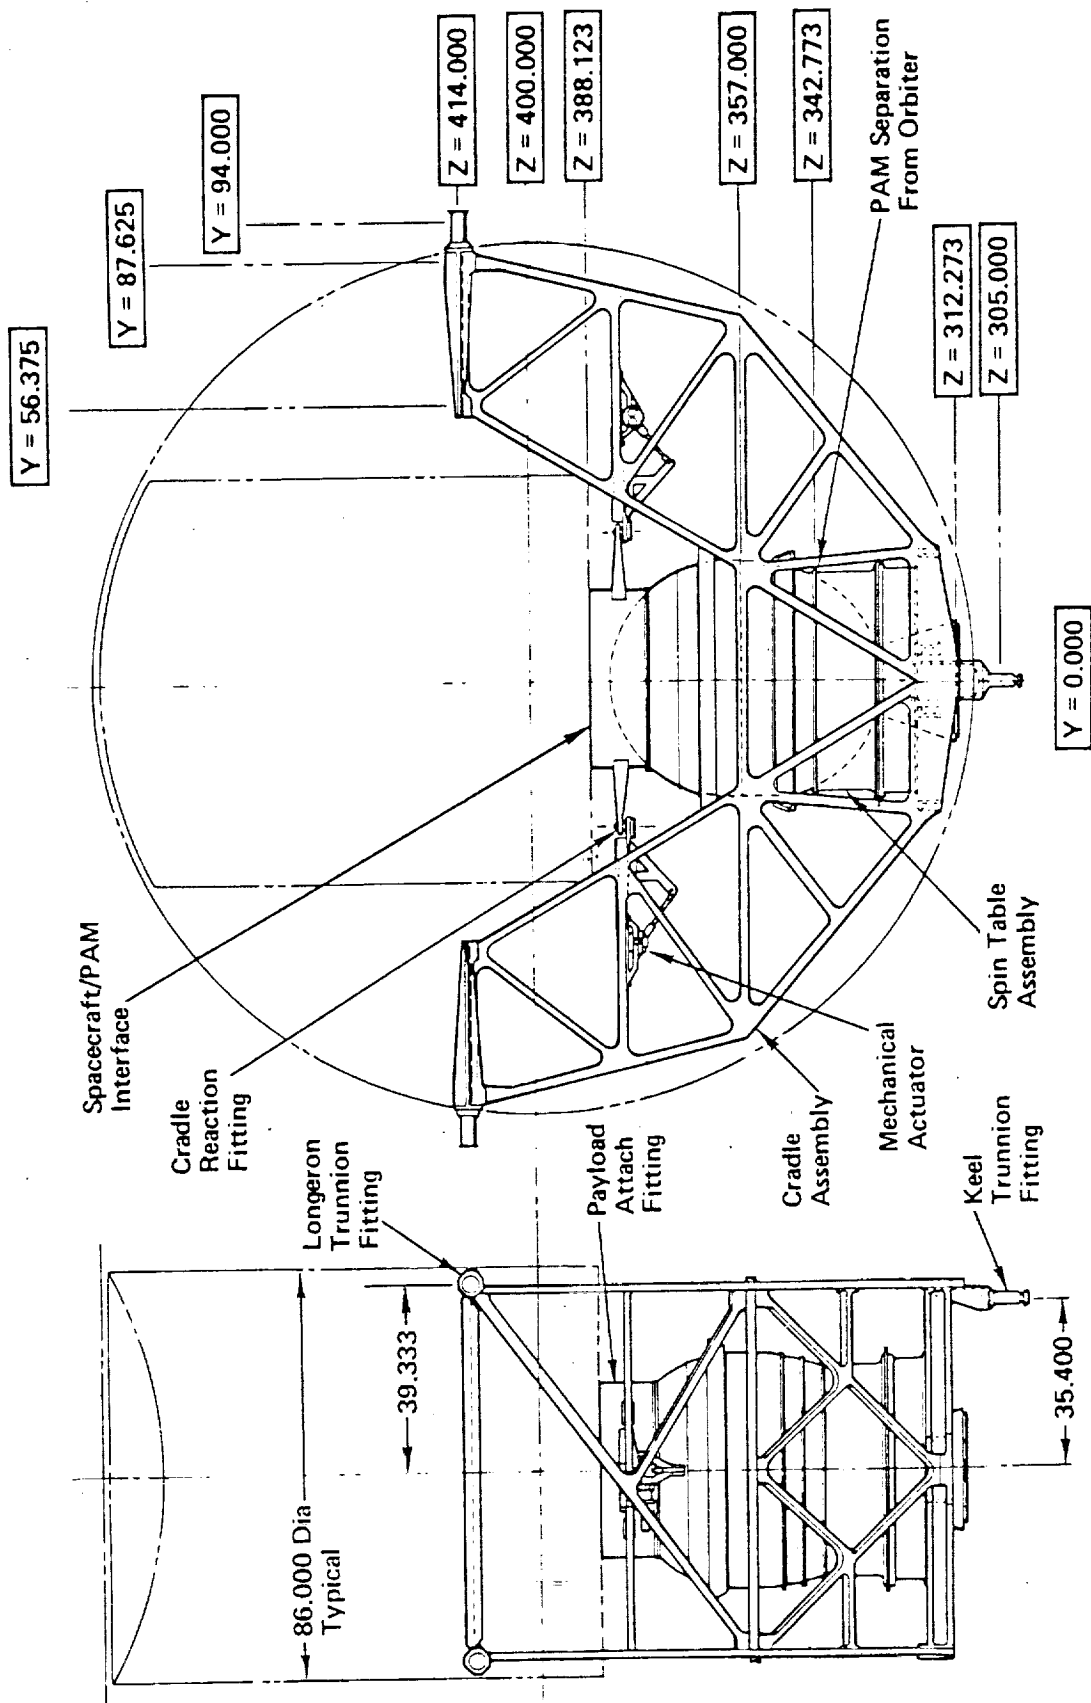 Y = 56.375
Y = 87.625
Y = 94.000
Z = 414.000
Z = 400.000
Z = 388.123
Z = 357.000
Z = 342.773
PAM Separation
From Orbiter
Z = 312.273
Z = 305.000
Y = 0.000
Spacecraft/PAM
Interface
Cradle
Reaction
Fitting
Longeron
Trunnion
Fitting
Payload
Attach
Fitting
Cradle
Assembly
Mechanical
Actuator
Spin Table
Assembly
Keel
Trunnion
Fitting
86.000 Dia
Typical
39.333
35.400